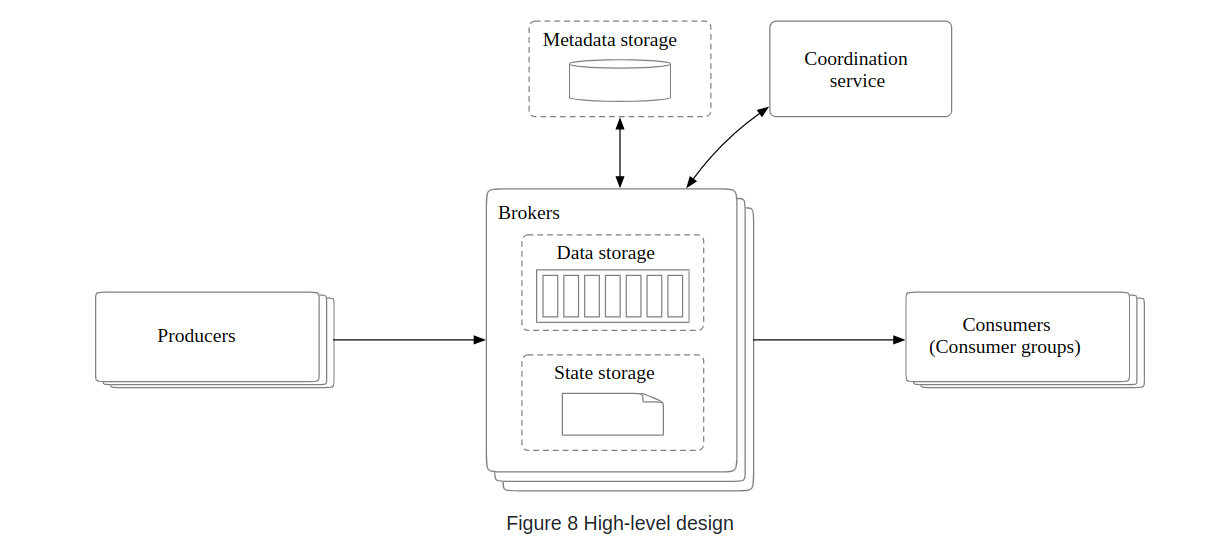 Metadata storage
Coordination
service
Brokers
Data storage
Producers
Consumers
(Consumer groups)
State storage
Figure 8 High-level design